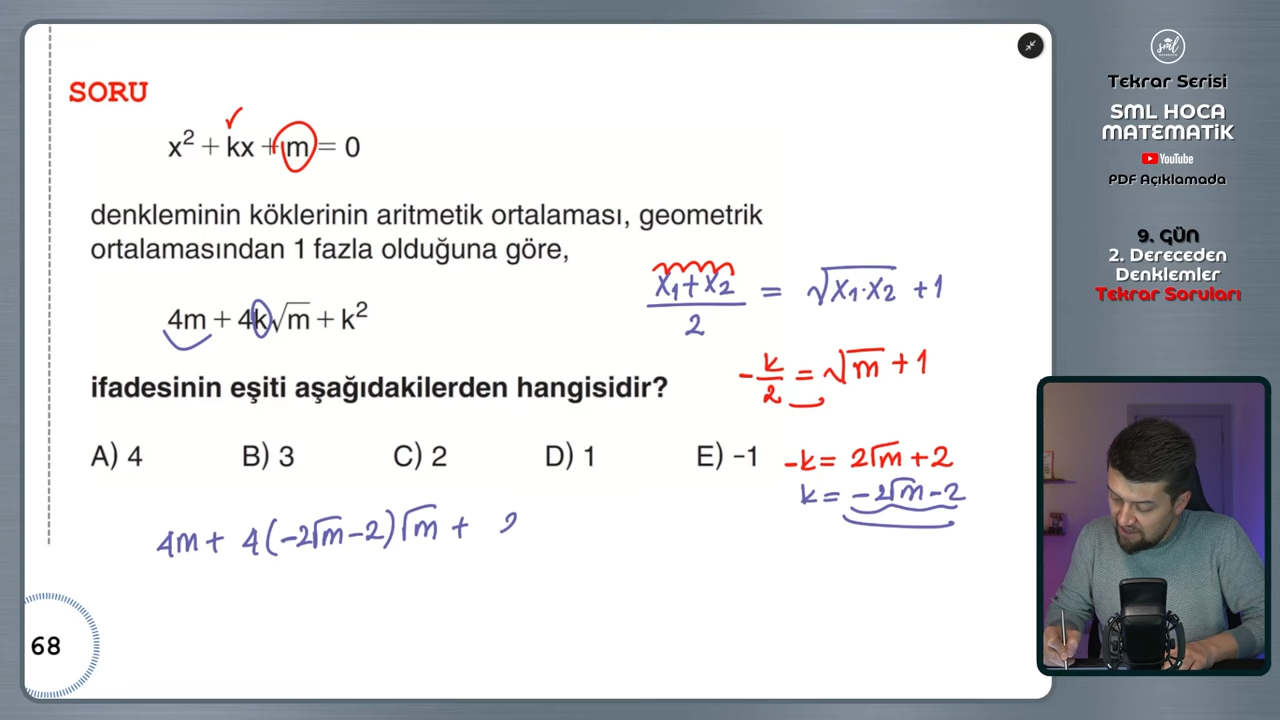 SORU
x² + kx + m = 0
denkleminin köklerinin aritmetik ortalaması, geometrik
ortalamasından 1 fazla olduğuna göre,
4m + 4k√m + k²
ifadesinin eşiti aşağıdakilerden hangisidir?
A) 4 B) 3 C) 2 D) 1 E) –1
(x₁+x₂)/2 = √(x₁·x₂) + 1
-k/2 = √m + 1
-k = 2√m + 2
k = -2√m - 2
4m + 4(-2√m - 2)√m +
68
sml
Tekrar Serisi
SML HOCA
MATEMATİK
YouTube
PDF Açıklamada
9. GÜN
2. Dereceden
Denklemler
Tekrar Soruları